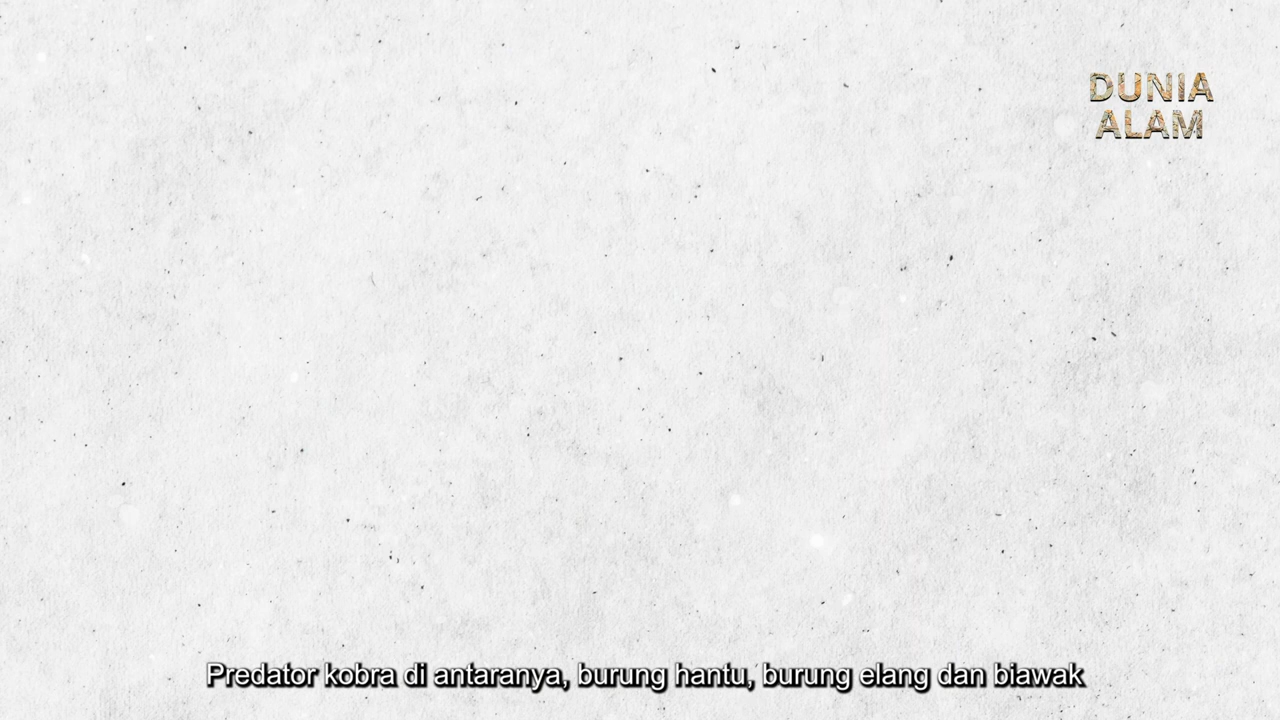 DUNIA
ALAM
Predator kobra di antaranya, burung hantu, burung elang dan biawak